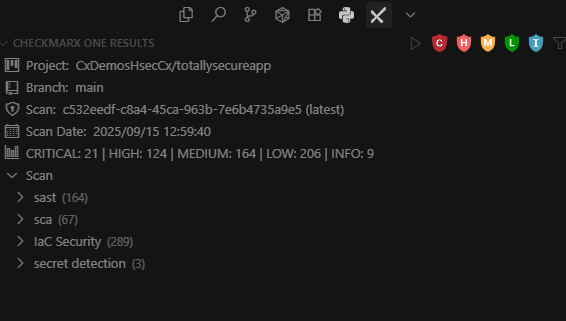 CHECKMARX ONE RESULTS
C H M L I
Project: CxDemosHsecCx/totallysecureapp
Branch: main
Scan: c532eedf-c8a4-45ca-963b-7e6b4735a9e5 (latest)
Scan Date: 2025/09/15 12:59:40
CRITICAL: 21 | HIGH: 124 | MEDIUM: 164 | LOW: 206 | INFO: 9
Scan
sast (164)
sca (67)
IaC Security (289)
secret detection (3)